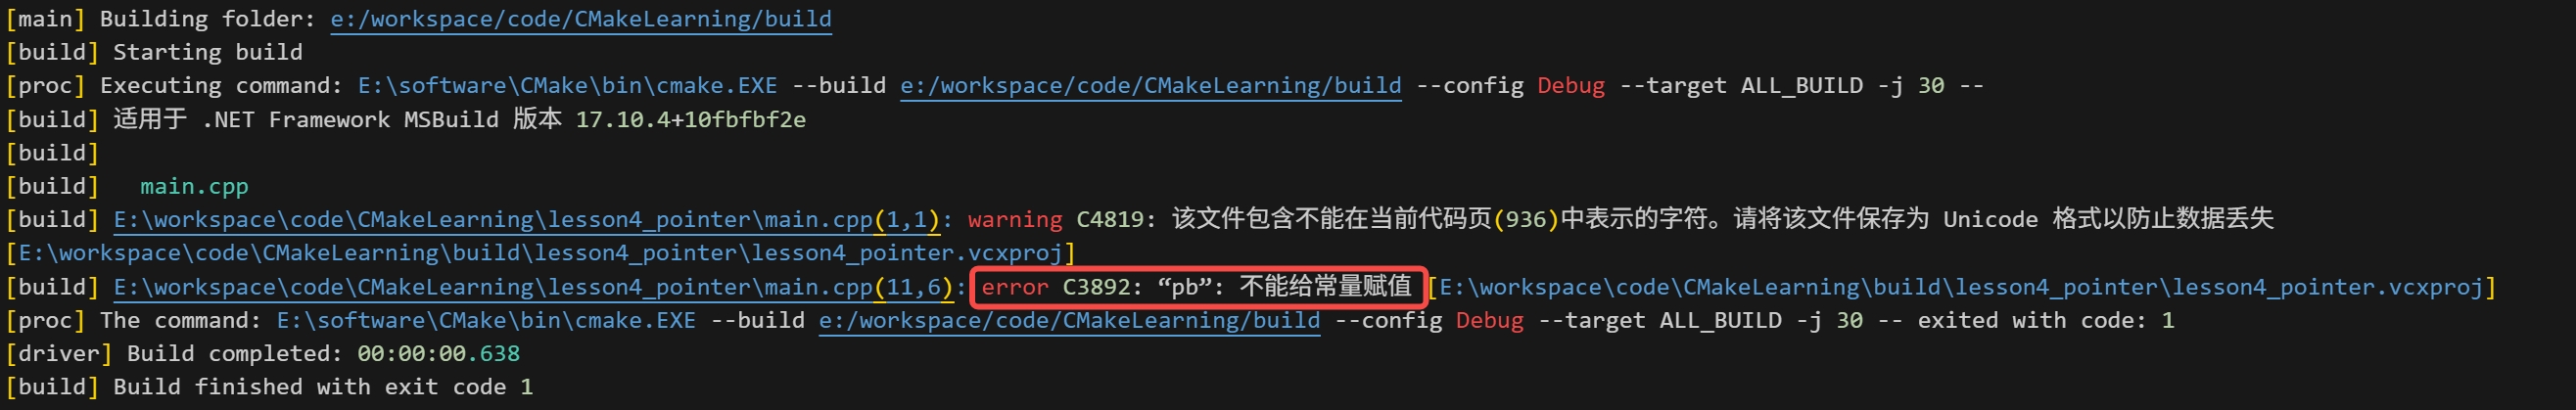 [main] Building folder: e:/workspace/code/CMakeLearning/build
[build] Starting build
[proc] Executing command: E:\software\CMake\bin\cmake.EXE --build e:/workspace/code/CMakeLearning/build --config Debug --target ALL_BUILD -j 30 --
[build] 适用于 .NET Framework MSBuild 版本 17.10.4+10fbfbf2e
[build]
[build]   main.cpp
[build] E:\workspace\code\CMakeLearning\lesson4_pointer\main.cpp(1,1): warning C4819: 该文件包含不能在当前代码页(936)中表示的字符。请将该文件保存为 Unicode 格式以防止数据丢失
[E:\workspace\code\CMakeLearning\build\lesson4_pointer\lesson4_pointer.vcxproj]
[build] E:\workspace\code\CMakeLearning\lesson4_pointer\main.cpp(11,6): error C3892: “pb”: 不能给常量赋值 [E:\workspace\code\CMakeLearning\build\lesson4_pointer\lesson4_pointer.vcxproj]
[proc] The command: E:\software\CMake\bin\cmake.EXE --build e:/workspace/code/CMakeLearning/build --config Debug --target ALL_BUILD -j 30 -- exited with code: 1
[driver] Build completed: 00:00:00.638
[build] Build finished with exit code 1